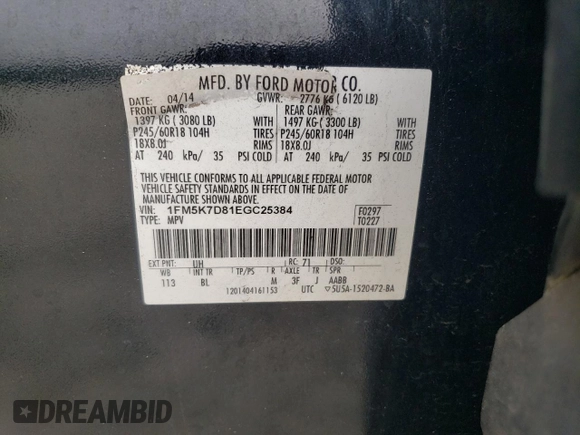 MFD. BY FORD MOTOR CO.
DATE: 04/14 GVWR: 2776 KG ( 6120 LB)
FRONT GAWR: REAR GAWR:
1397 KG ( 3080 LB) WITH 1497 KG ( 3300 LB) WITH
P245/60R18 104H TIRES P245/60R18 104H TIRES
18X8.0J RIMS 18X8.0J RIMS
AT 240 kPa/ 35 PSI COLD AT 240 kPa/ 35 PSI COLD
THIS VEHICLE CONFORMS TO ALL APPLICABLE FEDERAL MOTOR
VEHICLE SAFETY STANDARDS IN EFFECT ON THE DATE OF
MANUFACTURE SHOWN ABOVE.
VIN: 1FM5K7D81EGC25384 F0297
TYPE: MPV T0227
EXT PNT: UH RC: 71 DSO:
WB INT TR TP/PS R AXLE TR SPR
113 BL M 3F J AABB
1201404161153 UTC ▽5U5A-1520472-BA
DREAMBID